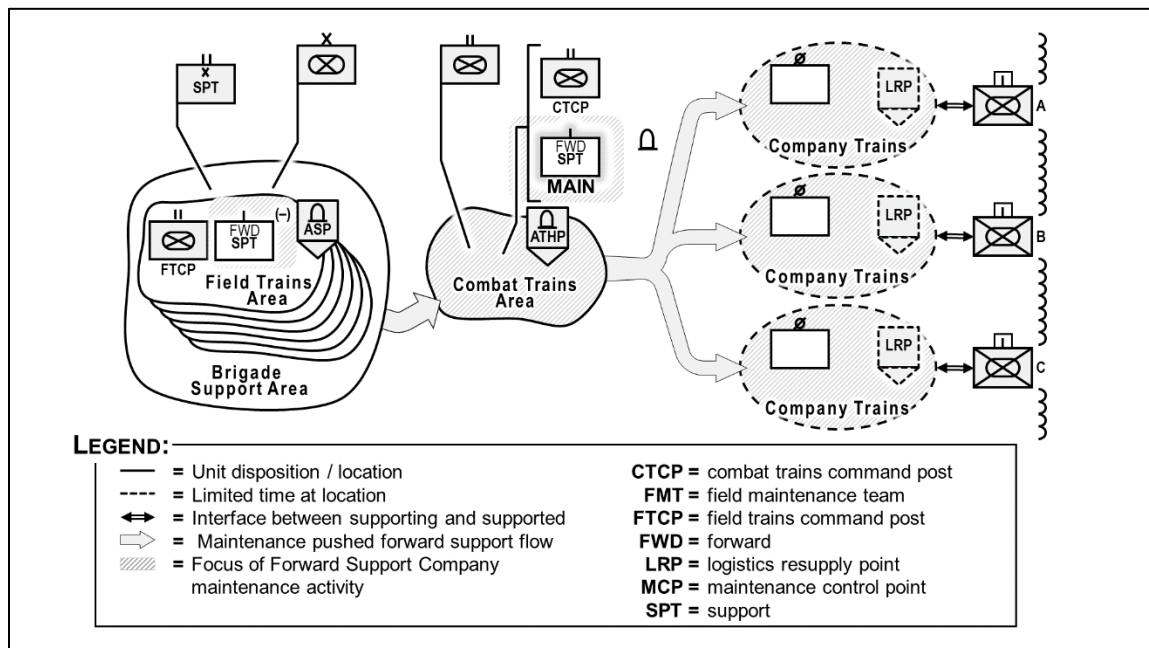 SPT
FTCP
FWD
SPT
(–)
ASP
Field Trains
Area
Brigade
Support Area
CTCP
FWD
SPT
MAIN
ATHP
Combat Trains
Area
LRP
Company Trains
A
LRP
Company Trains
B
LRP
Company Trains
C
LEGEND:
= Unit disposition / location
= Limited time at location
= Interface between supporting and supported
= Maintenance pushed forward support flow
= Focus of Forward Support Company
maintenance activity
CTCP = combat trains command post
FMT = field maintenance team
FTCP = field trains command post
FWD = forward
LRP = logistics resupply point
MCP = maintenance control point
SPT = support